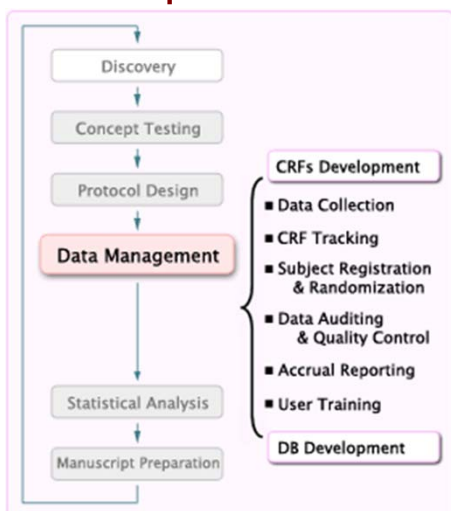 Discovery
Concept Testing
Protocol Design
Data Management
Statistical Analysis
Manuscript Preparation
CRFs Development
■ Data Collection
■ CRF Tracking
■ Subject Registration
& Randomization
■ Data Auditing
& Quality Control
■ Accrual Reporting
■ User Training
DB Development